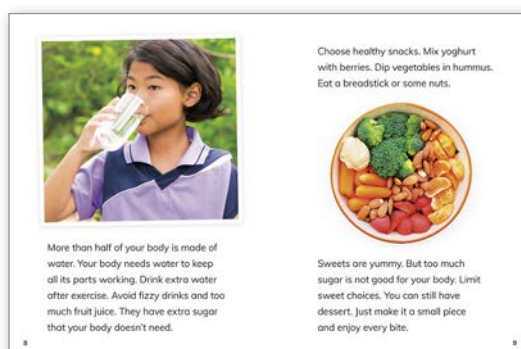 More than half of your body is made of
water. Your body needs water to keep
all its parts working. Drink extra water
after exercise. Avoid fizzy drinks and too
much fruit juice. They have extra sugar
that your body doesn't need.
8
Choose healthy snacks. Mix yoghurt
with berries. Dip vegetables in hummus.
Eat a breadstick or some nuts.
Sweets are yummy. But too much
sugar is not good for your body. Limit
sweet choices. You can still have
dessert. Just make it a small piece
and enjoy every bite.
9